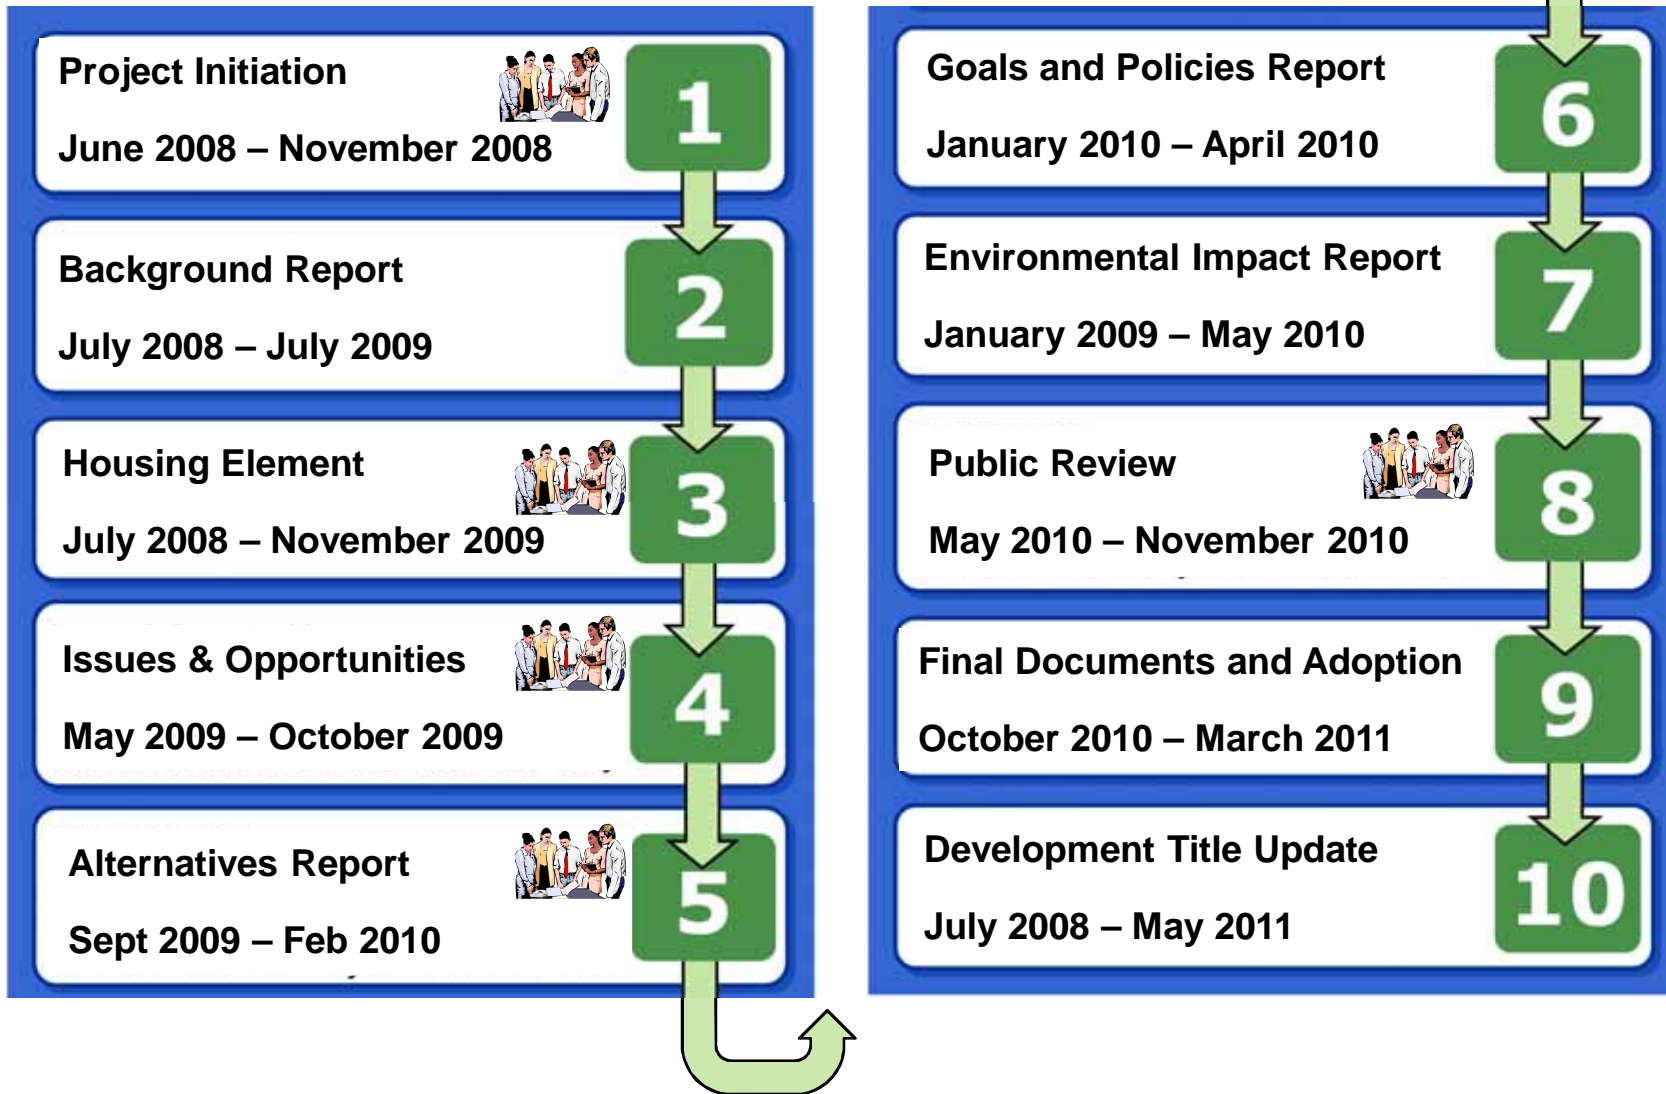 Project Initiation
June 2008 – November 2008
1
Background Report
July 2008 – July 2009
2
Housing Element
July 2008 – November 2009
3
Issues & Opportunities
May 2009 – October 2009
4
Alternatives Report
Sept 2009 – Feb 2010
5
Goals and Policies Report
January 2010 – April 2010
6
Environmental Impact Report
January 2009 – May 2010
7
Public Review
May 2010 – November 2010
8
Final Documents and Adoption
October 2010 – March 2011
9
Development Title Update
July 2008 – May 2011
10